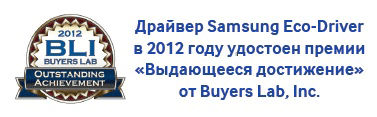 2012
BLI
BUYERS LAB
OUTSTANDING
ACHIEVEMENT
Драйвер Samsung Eco-Driver
в 2012 году удостоен премии
«Выдающееся достижение»
от Buyers Lab, Inc.